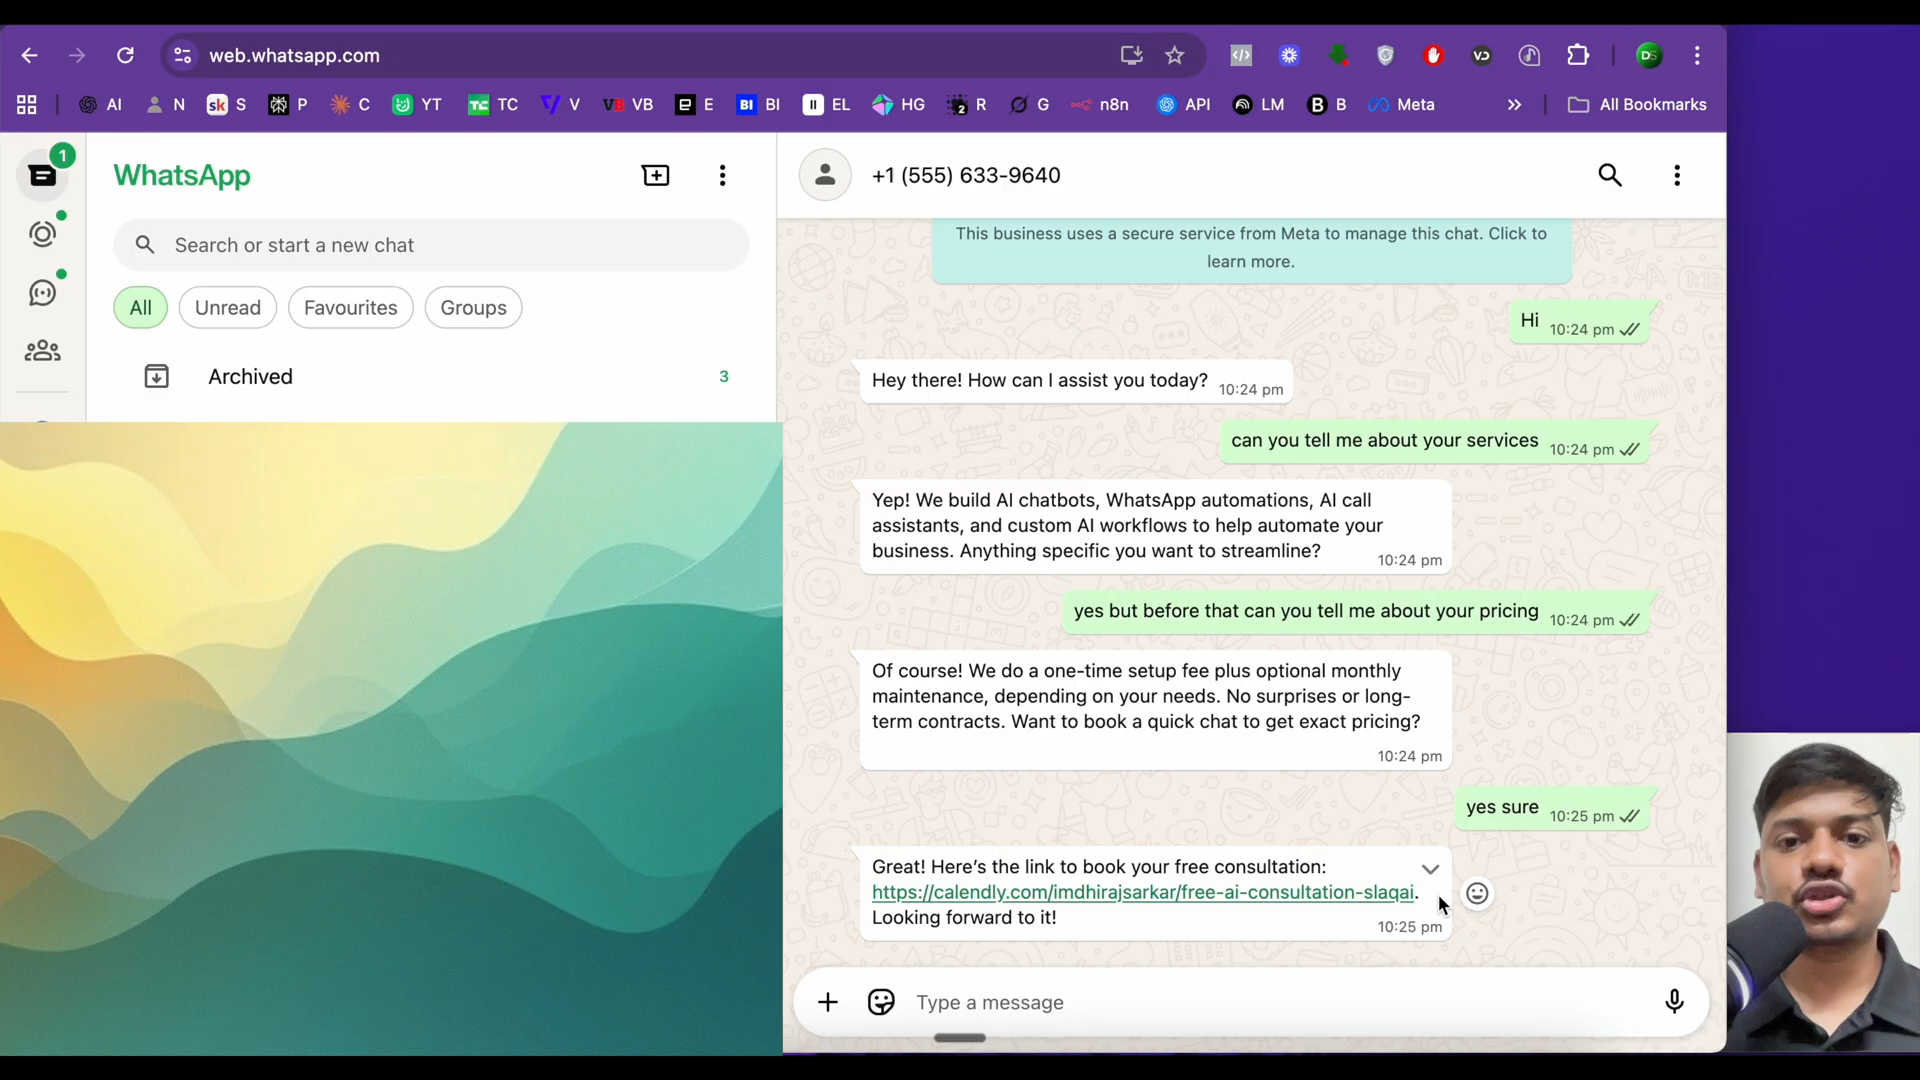 web.whatsapp.com
DS
AI
N
sk S
P
C
YT
TC TC
V
VB VB
E
BI BI
EL
HG
R
G
n8n
API
LM
B B
Meta
All Bookmarks
1
WhatsApp
Search or start a new chat
All
Unread
Favourites
Groups
Archived
3
+1 (555) 633-9640
This business uses a secure service from Meta to manage this chat. Click to
learn more.
Hi 10:24 pm
Hey there! How can I assist you today? 10:24 pm
can you tell me about your services 10:24 pm
Yep! We build AI chatbots, WhatsApp automations, AI call
assistants, and custom AI workflows to help automate your
business. Anything specific you want to streamline? 10:24 pm
yes but before that can you tell me about your pricing 10:24 pm
Of course! We do a one-time setup fee plus optional monthly
maintenance, depending on your needs. No surprises or long-
term contracts. Want to book a quick chat to get exact pricing?
10:24 pm
yes sure 10:25 pm
Great! Here's the link to book your free consultation:
https://calendly.com/imdhirajsarkar/free-ai-consultation-slaqai.
Looking forward to it! 10:25 pm
Type a message